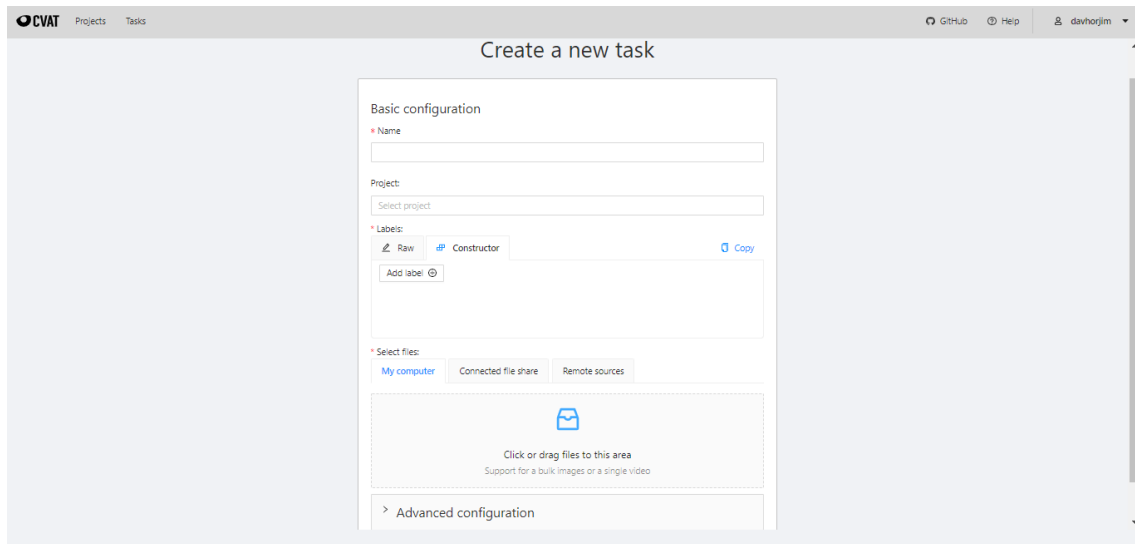 CVAT Projects Tasks GitHub Help davhorjim
Create a new task
Basic configuration
* Name
Project:
Select project
* Labels:
Raw Constructor Copy
Add label
* Select files:
My computer Connected file share Remote sources
Click or drag files to this area
Support for a bulk images or a single video
> Advanced configuration